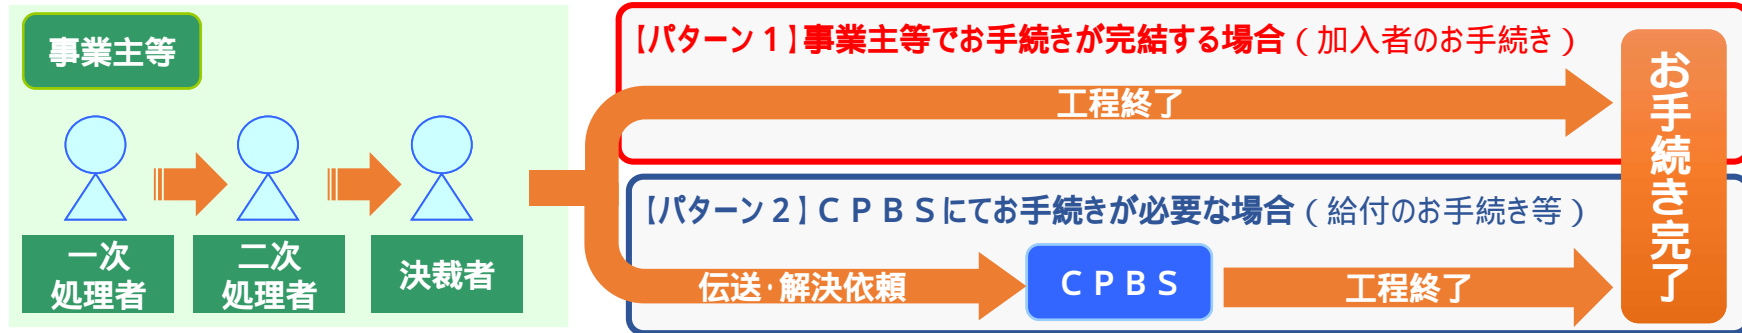 事業主等
一次
処理者
二次
処理者
決裁者
【パターン１】事業主等でお手続きが完結する場合（加入者のお手続き）
工程終了
【パターン２】ＣＰＢＳにてお手続きが必要な場合（給付のお手続き等）
伝送・解決依頼
ＣＰＢＳ
工程終了
お手続き完了